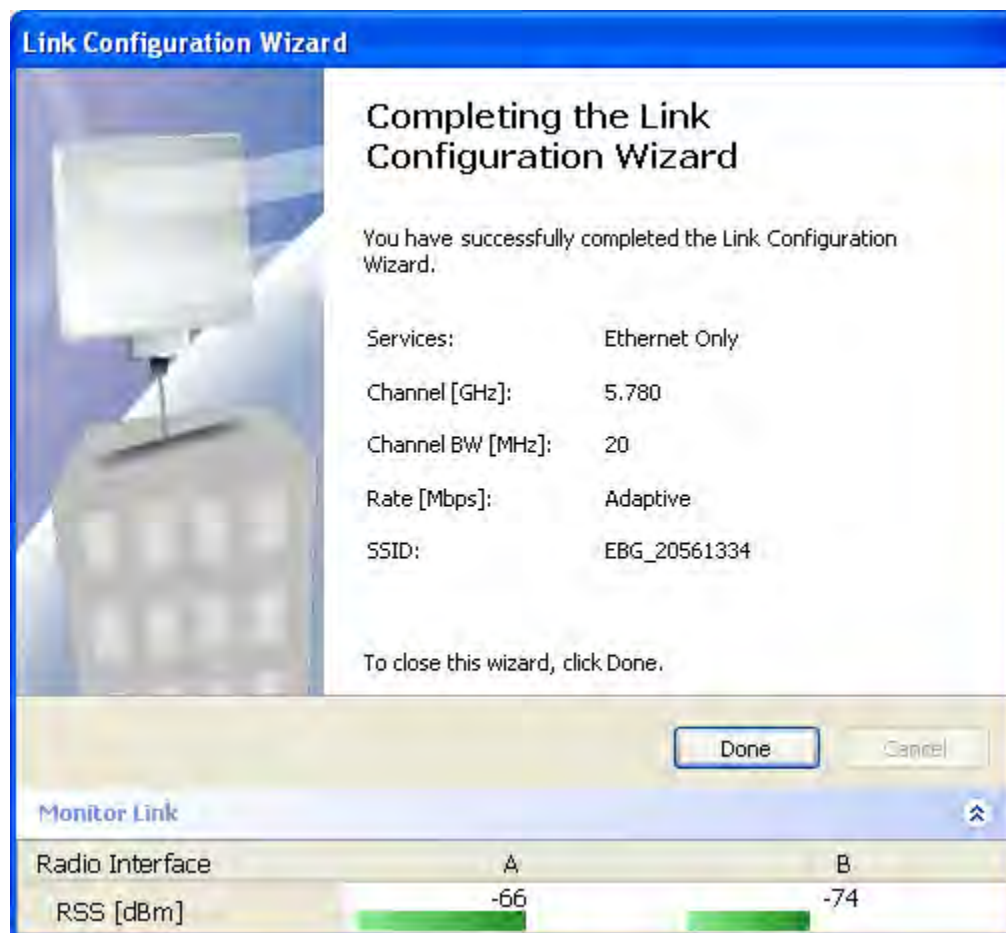 Link Configuration Wizard
Completing the Link
Configuration Wizard
You have successfully completed the Link Configuration
Wizard.
Services: Ethernet Only
Channel [GHz]: 5.780
Channel BW [MHz]: 20
Rate [Mbps]: Adaptive
SSID: EBG_20561334
To close this wizard, click Done.
Done Cancel
Monitor Link
Radio Interface A B
RSS [dBm] -66 -74